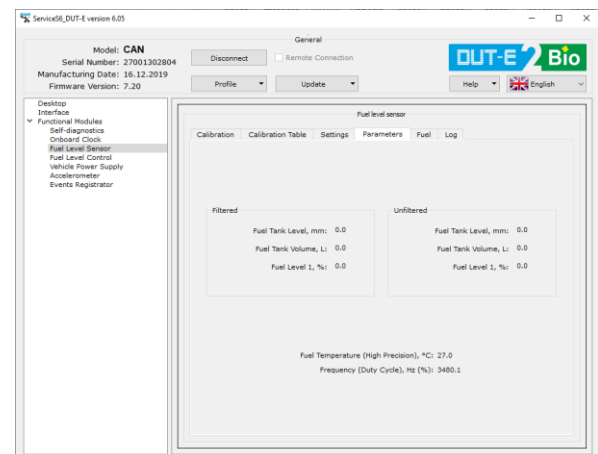 ServiceS6_DUT-E version 6.05
General
Model: CAN
Serial Number: 27001302804
Manufacturing Date: 16.12.2019
Firmware Version: 7.20
Disconnect
Remote Connection
Profile
Update
DUT-E 2 Bio
Help
English
Desktop
Interface
Functional Modules
Self-diagnostics
Onboard Clock
Fuel Level Sensor
Fuel Level Control
Vehicle Power Supply
Accelerometer
Events Registrator
Fuel level sensor
Calibration Calibration Table Settings Parameters Fuel Log
Filtered
Fuel Tank Level, mm: 0.0
Fuel Tank Volume, L: 0.0
Fuel Level 1, %: 0.0
Unfiltered
Fuel Tank Level, mm: 0.0
Fuel Tank Volume, L: 0.0
Fuel Level 1, %: 0.0
Fuel Temperature (High Precision), °C: 27.0
Frequency (Duty Cycle), Hz (%): 3480.1